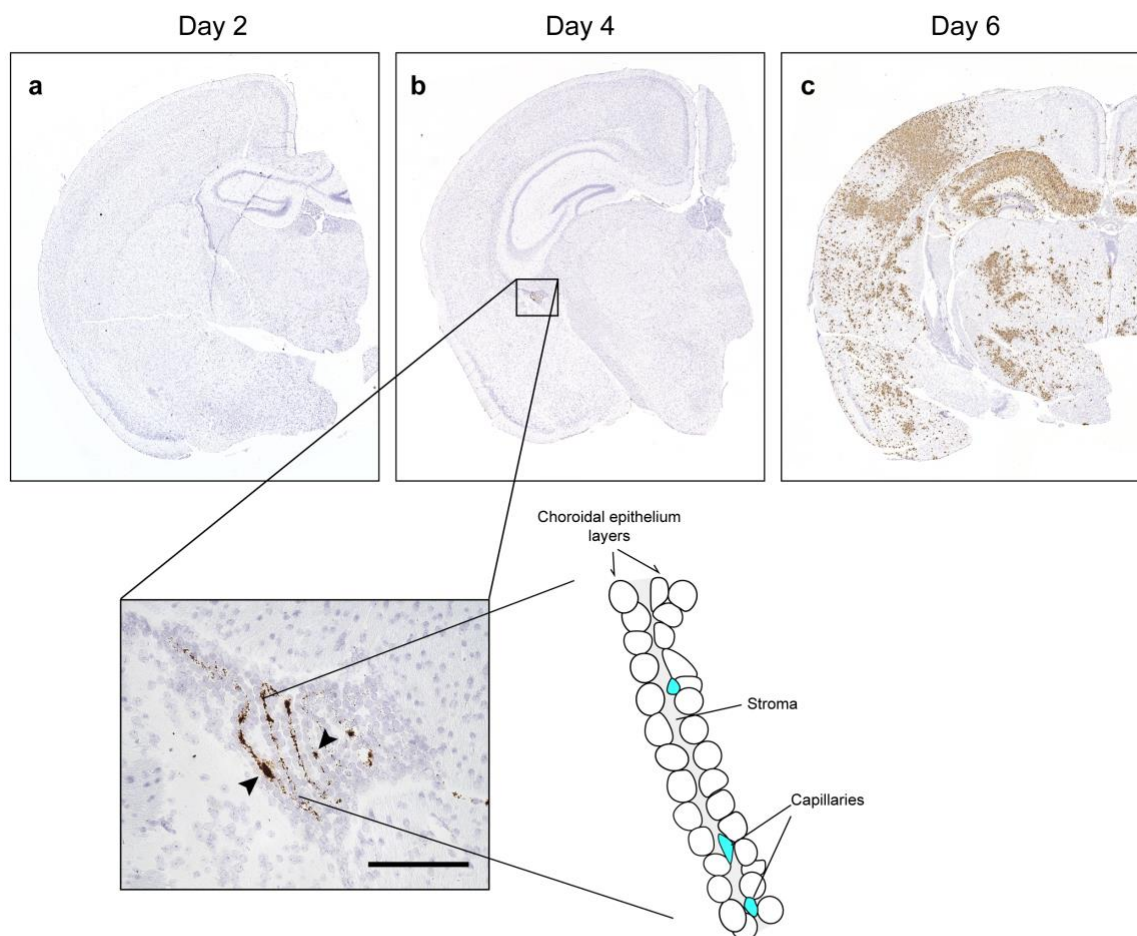 Day 2
Day 4
Day 6
a
b
c
Choroidal epithelium
layers
Stroma
Capillaries